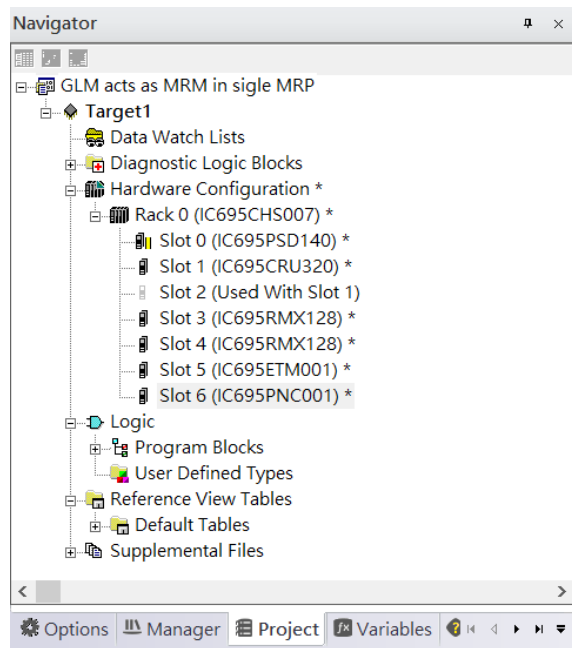 Navigator
GLM acts as MRM in sigle MRP
Target1
Data Watch Lists
Diagnostic Logic Blocks
Hardware Configuration *
Rack 0 (IC695CHS007) *
Slot 0 (IC695PSD140) *
Slot 1 (IC695CRU320) *
Slot 2 (Used With Slot 1)
Slot 3 (IC695RMX128) *
Slot 4 (IC695RMX128) *
Slot 5 (IC695ETM001) *
Slot 6 (IC695PNC001) *
Logic
Program Blocks
User Defined Types
Reference View Tables
Default Tables
Supplemental Files
Options Manager Project Variables